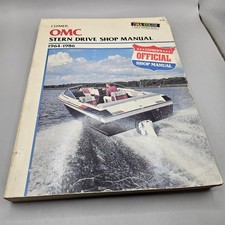 CLYMER
OMC
STERN DRIVE SHOP MANUAL
1964-1986
OFFICIAL
SHOP MANUAL